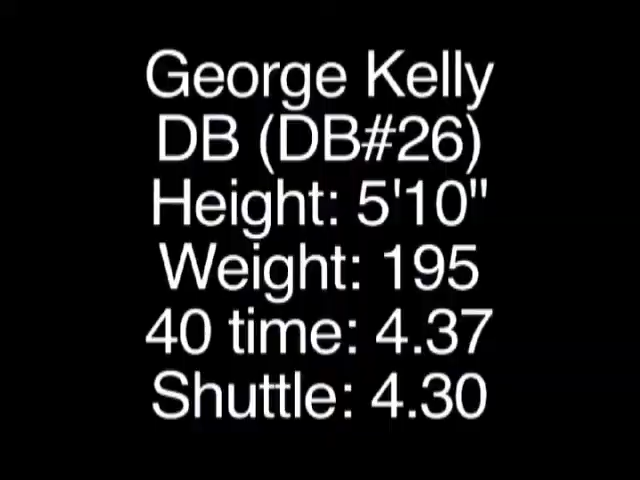 George Kelly
DB (DB#26)
Height: 5'10"
Weight: 195
40 time: 4.37
Shuttle: 4.30